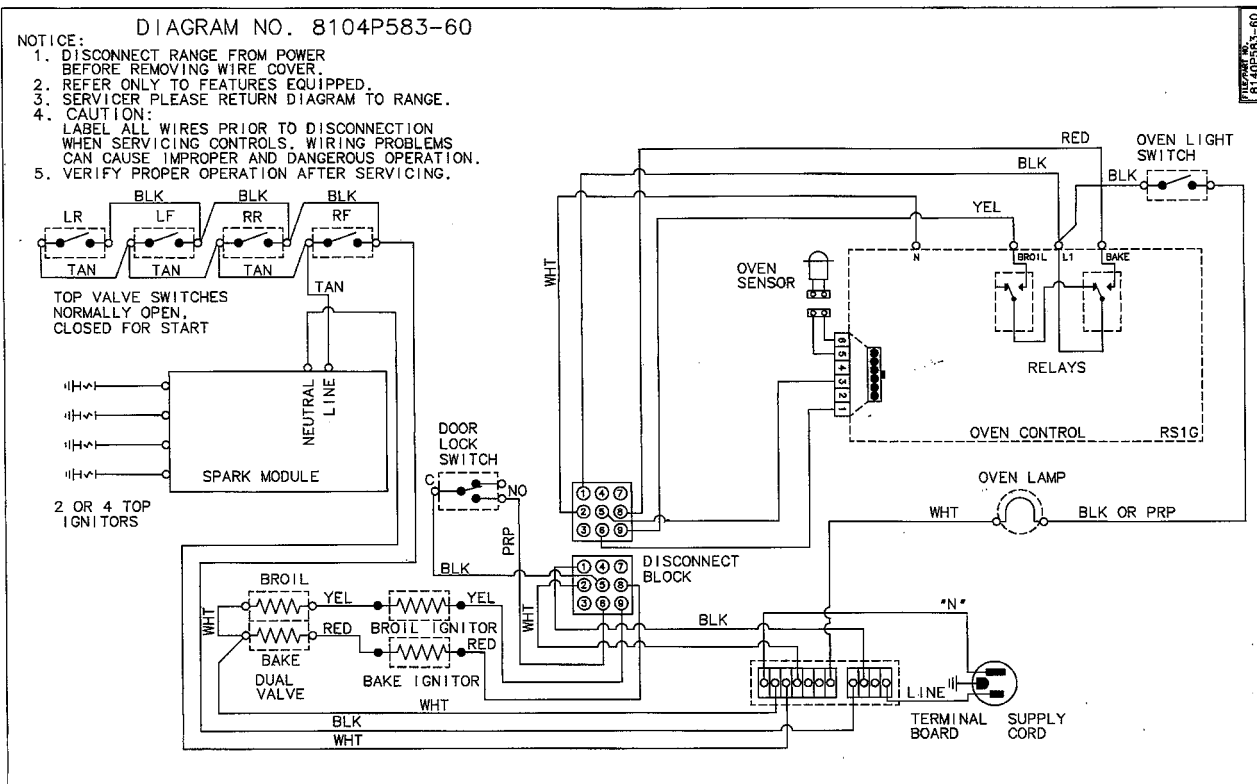 DIAGRAM NO. 8104P583-60
NOTICE:
1. DISCONNECT RANGE FROM POWER
BEFORE REMOVING WIRE COVER.
2. REFER ONLY TO FEATURES EQUIPPED.
3. SERVICER PLEASE RETURN DIAGRAM TO RANGE.
4. CAUTION:
LABEL ALL WIRES PRIOR TO DISCONNECTION
WHEN SERVICING CONTROLS. WIRING PROBLEMS
CAN CAUSE IMPROPER AND DANGEROUS OPERATION.
5. VERIFY PROPER OPERATION AFTER SERVICING.
FILE/PART NO.
8140P583-60
BLK BLK BLK
LR LF RR RF
TAN TAN TAN
TAN
TOP VALVE SWITCHES
NORMALLY OPEN,
CLOSED FOR START
NEUTRAL
LINE
SPARK MODULE
2 OR 4 TOP
IGNITORS
RED
BLK
OVEN LIGHT
SWITCH
BLK
YEL
WHT
N BROIL L1 BAKE
OVEN
SENSOR
6
5
4
3
2
1
RELAYS
OVEN CONTROL RS1G
DOOR
LOCK
SWITCH
C
NO
PRP
BLK
1 4 7
2 5 8
3 6 9
DISCONNECT
BLOCK
1 4 7
2 5 8
3 6 9
OVEN LAMP
WHT
BLK OR PRP
BROIL
YEL YEL
BROIL IGNITOR
WHT
RED RED
BAKE
BAKE IGNITOR
DUAL
VALVE
WHT
BLK
"N"
LINE
TERMINAL
BOARD
SUPPLY
CORD
WHT
BLK
WHT